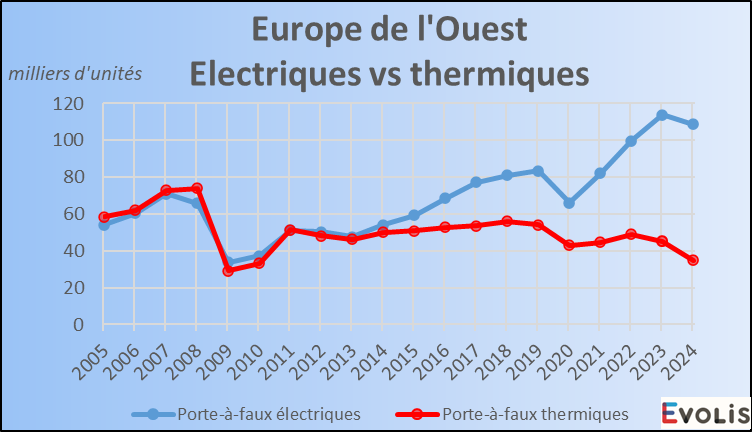 Europe de l'Ouest
Electriques vs thermiques
milliers d'unités
120
100
80
60
40
20
0
2005 2006 2007 2008 2009 2010 2011 2012 2013 2014 2015 2016 2017 2018 2019 2020 2021 2022 2023 2024
Porte-à-faux électriques Porte-à-faux thermiques
EVOLIS